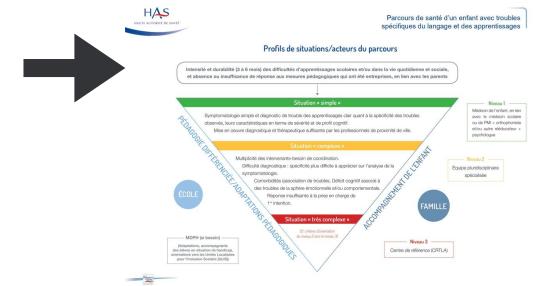 HAS
HAUTE AUTORITÉ DE SANTÉ
Parcours de santé d'un enfant avec troubles
spécifiques du langage et des apprentissages
Profils de situations/acteurs du parcours
Intensité et durabilité (3 à 6 mois) des difficultés d'apprentissages scolaires et/ou dans la vie quotidienne et sociale,
et absence ou insuffisance de réponse aux mesures pédagogiques qui ont été entreprises, en lien avec les parents
Situation « simple »
Symptomatologie simple et diagnostic de trouble des apprentissages clair quant à la spécificité des troubles
observés, leurs caractéristiques en terme de sévérité et de profil cognitif.
Mise en œuvre diagnostique et thérapeutique suffisante par les professionnels de proximité de ville.
Situation « complexe »
Multiplicité des intervenants-besoin de coordination.
Difficulté diagnostique : spécificité plus difficile à apprécier sur l'analyse de la
symptomatologie.
Comorbidités (association de troubles, Déficit cognitif associé à
des troubles de la sphère émotionnelle et/ou comportementale.
Réponse insuffisante à la prise en charge de
1re intention.
Situation « très complexe »
PÉDAGOGIE DIFFÉRENCIÉE/ADAPTATIONS PÉDAGOGIQUES
ACCOMPAGNEMENT DE L'ENFANT
ÉCOLE
FAMILLE
Niveau 1
Médecin de l'enfant, en lien
avec le médecin scolaire
ou de PMI + orthophoniste
et/ou autre rééducateur +
psychologue
Niveau 2
Équipe pluridisciplinaire
spécialisée
Niveau 3
Centre de référence (CRTLA)
MDPH (si besoin)